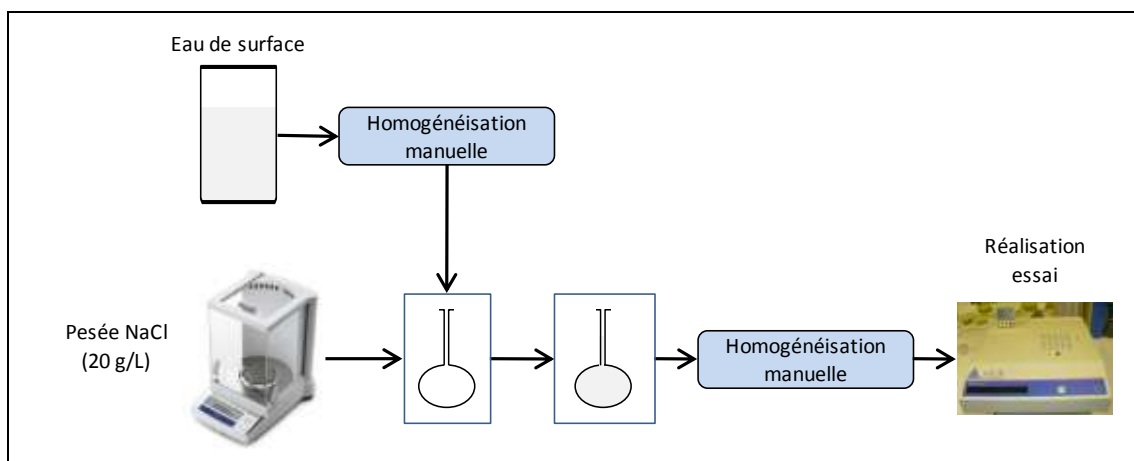 Eau de surface
Homogénéisation
manuelle
Réalisation
essai
Pesée NaCl
(20 g/L)
Homogénéisation
manuelle